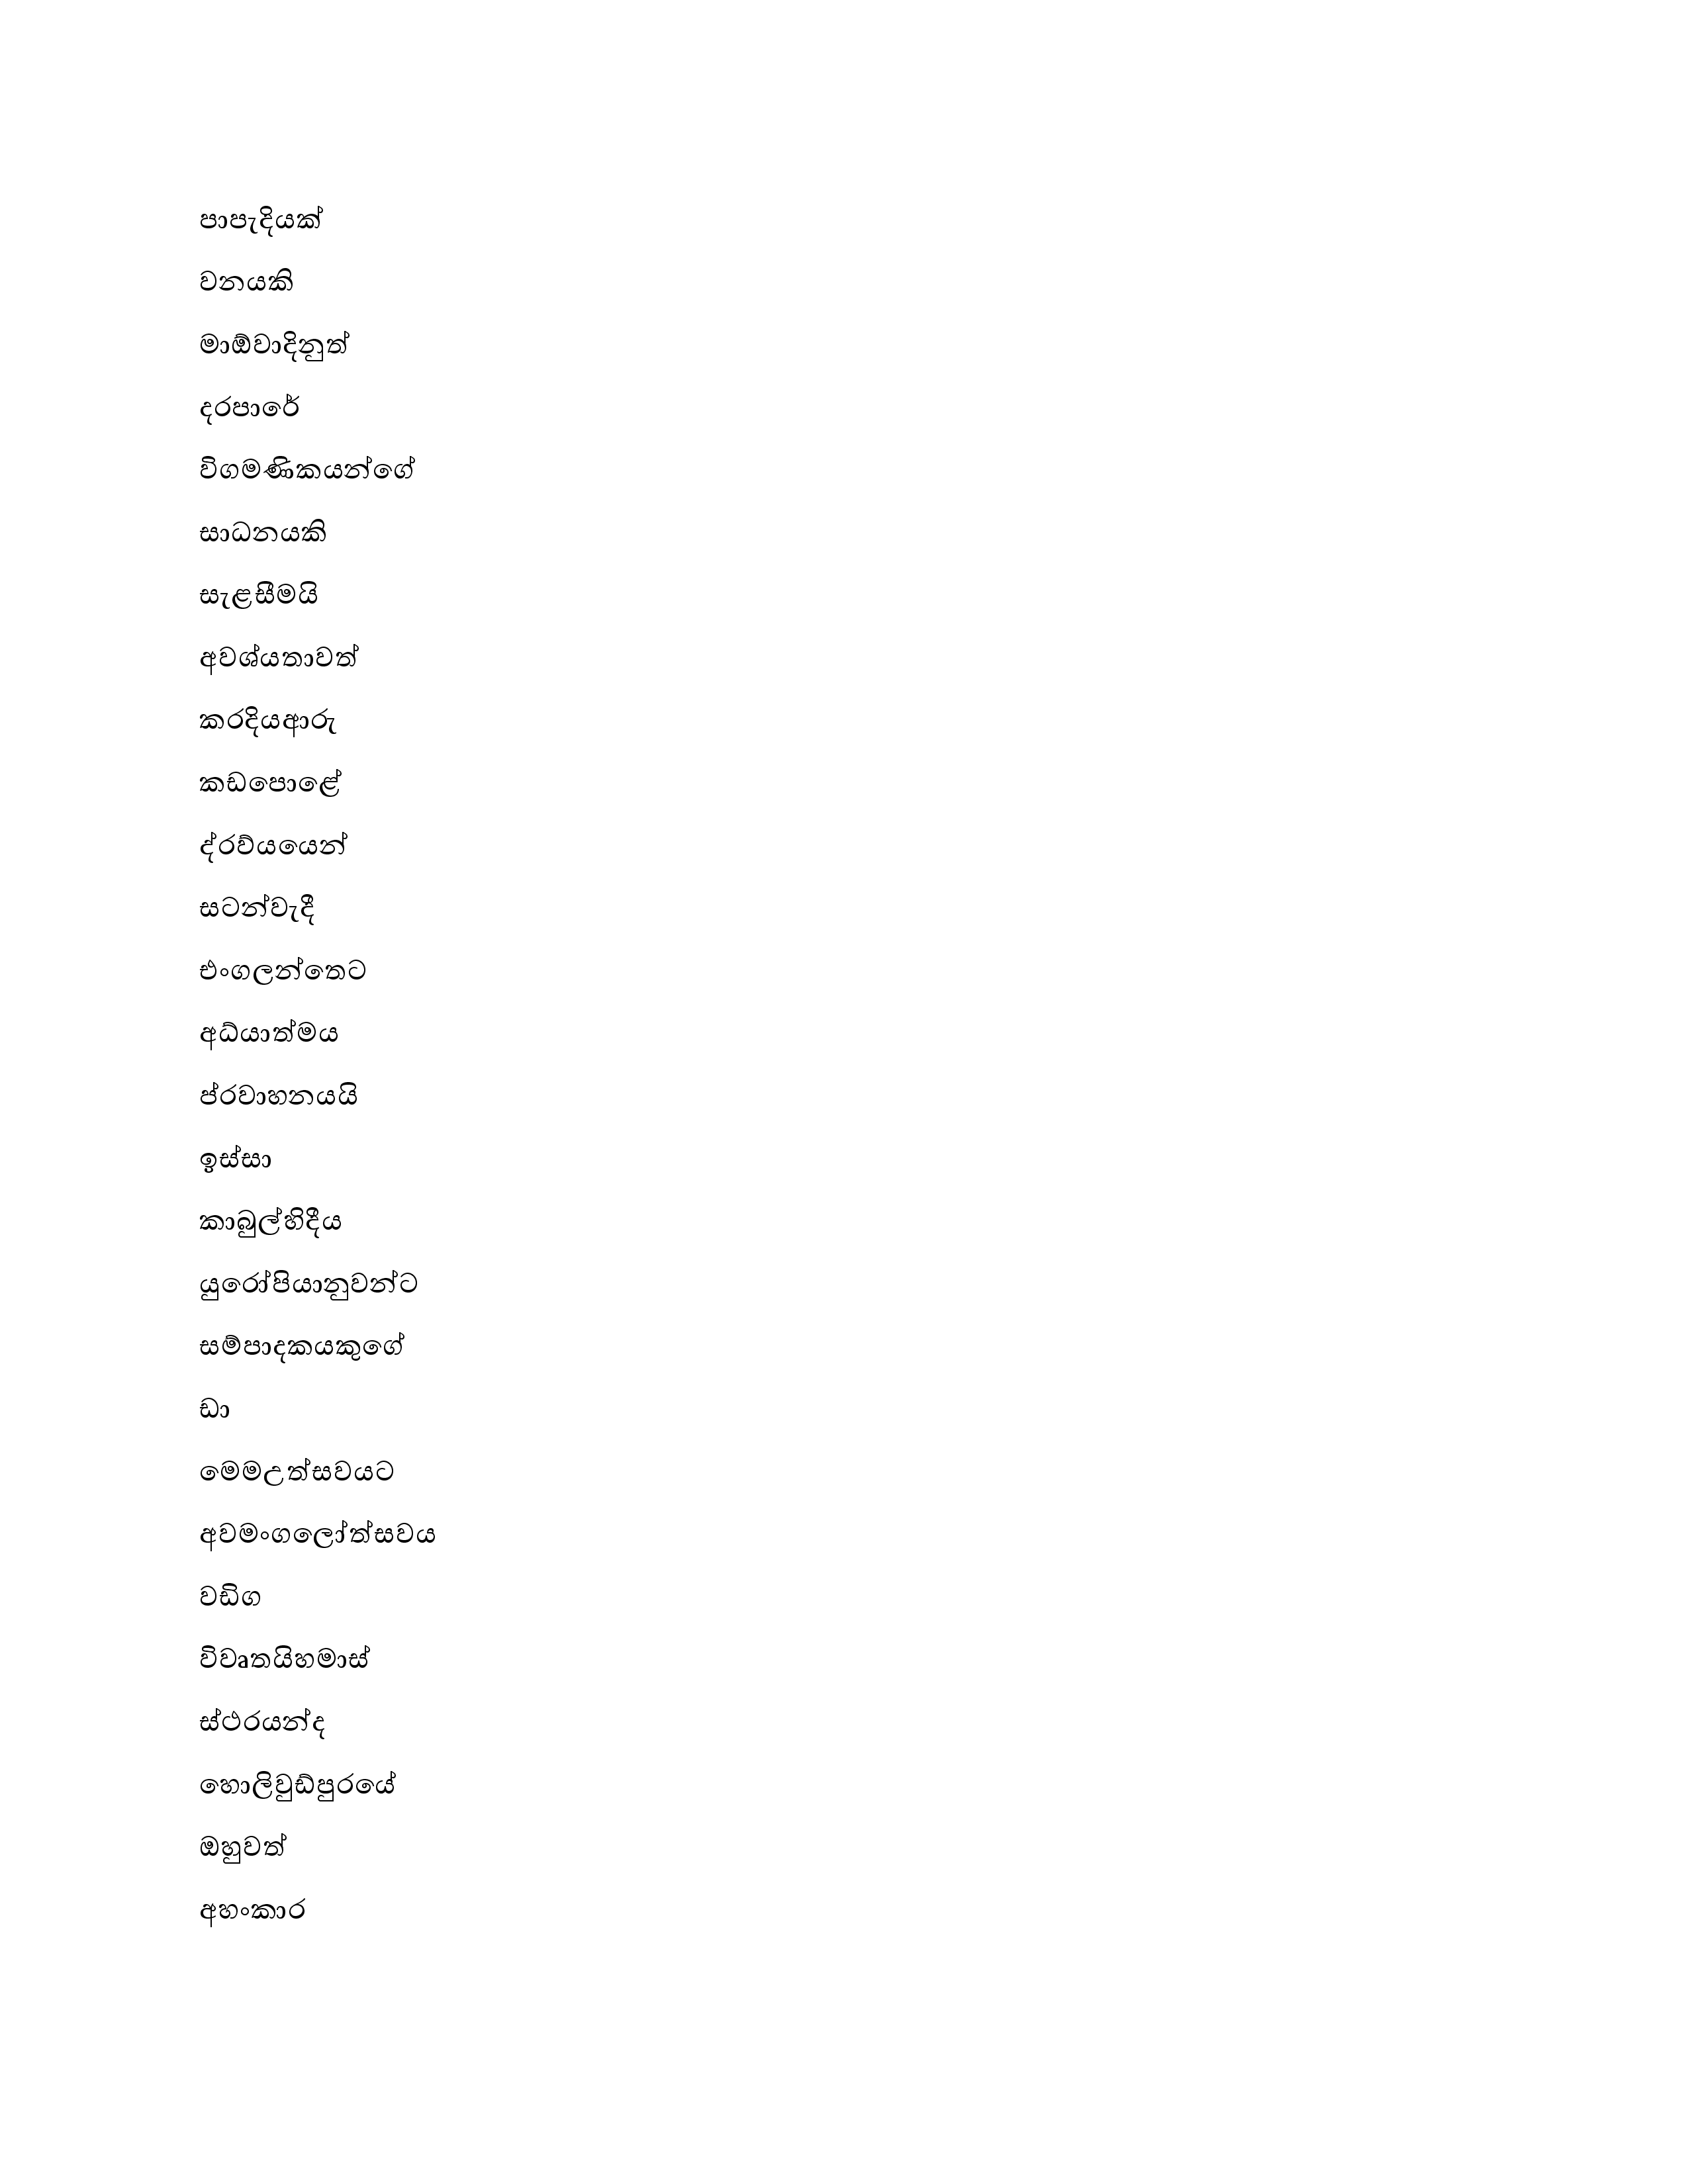 පාපැදියක්
වනයකි
මාඕවාදිනුත්
දරපාරේ
විගමණිකයන්ගේ
සාධනයකි
සැළසීමයි
අවශ්යතාවත්
කරදියආරු
කඩපොළේ
ද්රව්යයෙන්
සටන්වැදී
එංගලන්තෙට
අධ්යාත්මය
ප්රවාහනයයි
ඉස්සා
කාබුල්හිදීය
යුරෝපියානුවන්ට
සම්පාදකයකුගේ
ඩා
මෙමඋත්සවයට
අවමංගලෝත්සවය
වඩිග
විවෘතයිහමාස්
ස්ථරයන්ද
හොලිවුඩ්පුරයේ
ඔහුවත්
අහංකාර